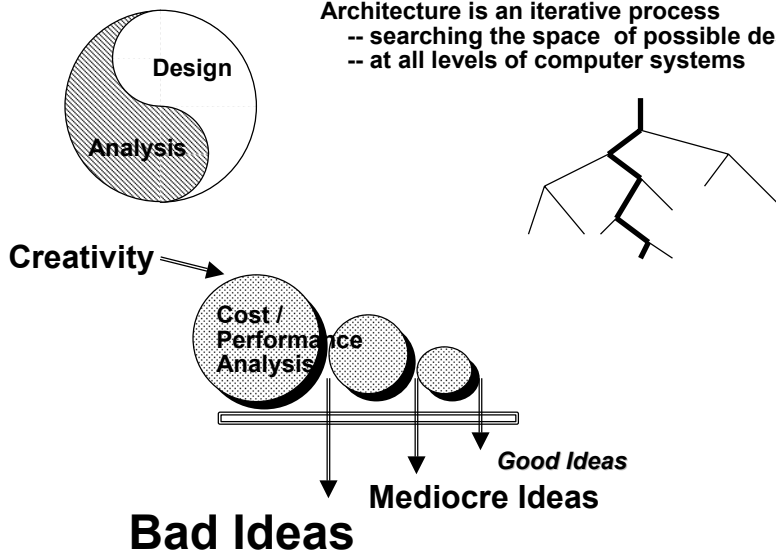 Architecture is an iterative process
-- searching the space of possible de
-- at all levels of computer systems
Design
Analysis
Creativity
Cost /
Performance
Analysis
Good Ideas
Mediocre Ideas
Bad Ideas